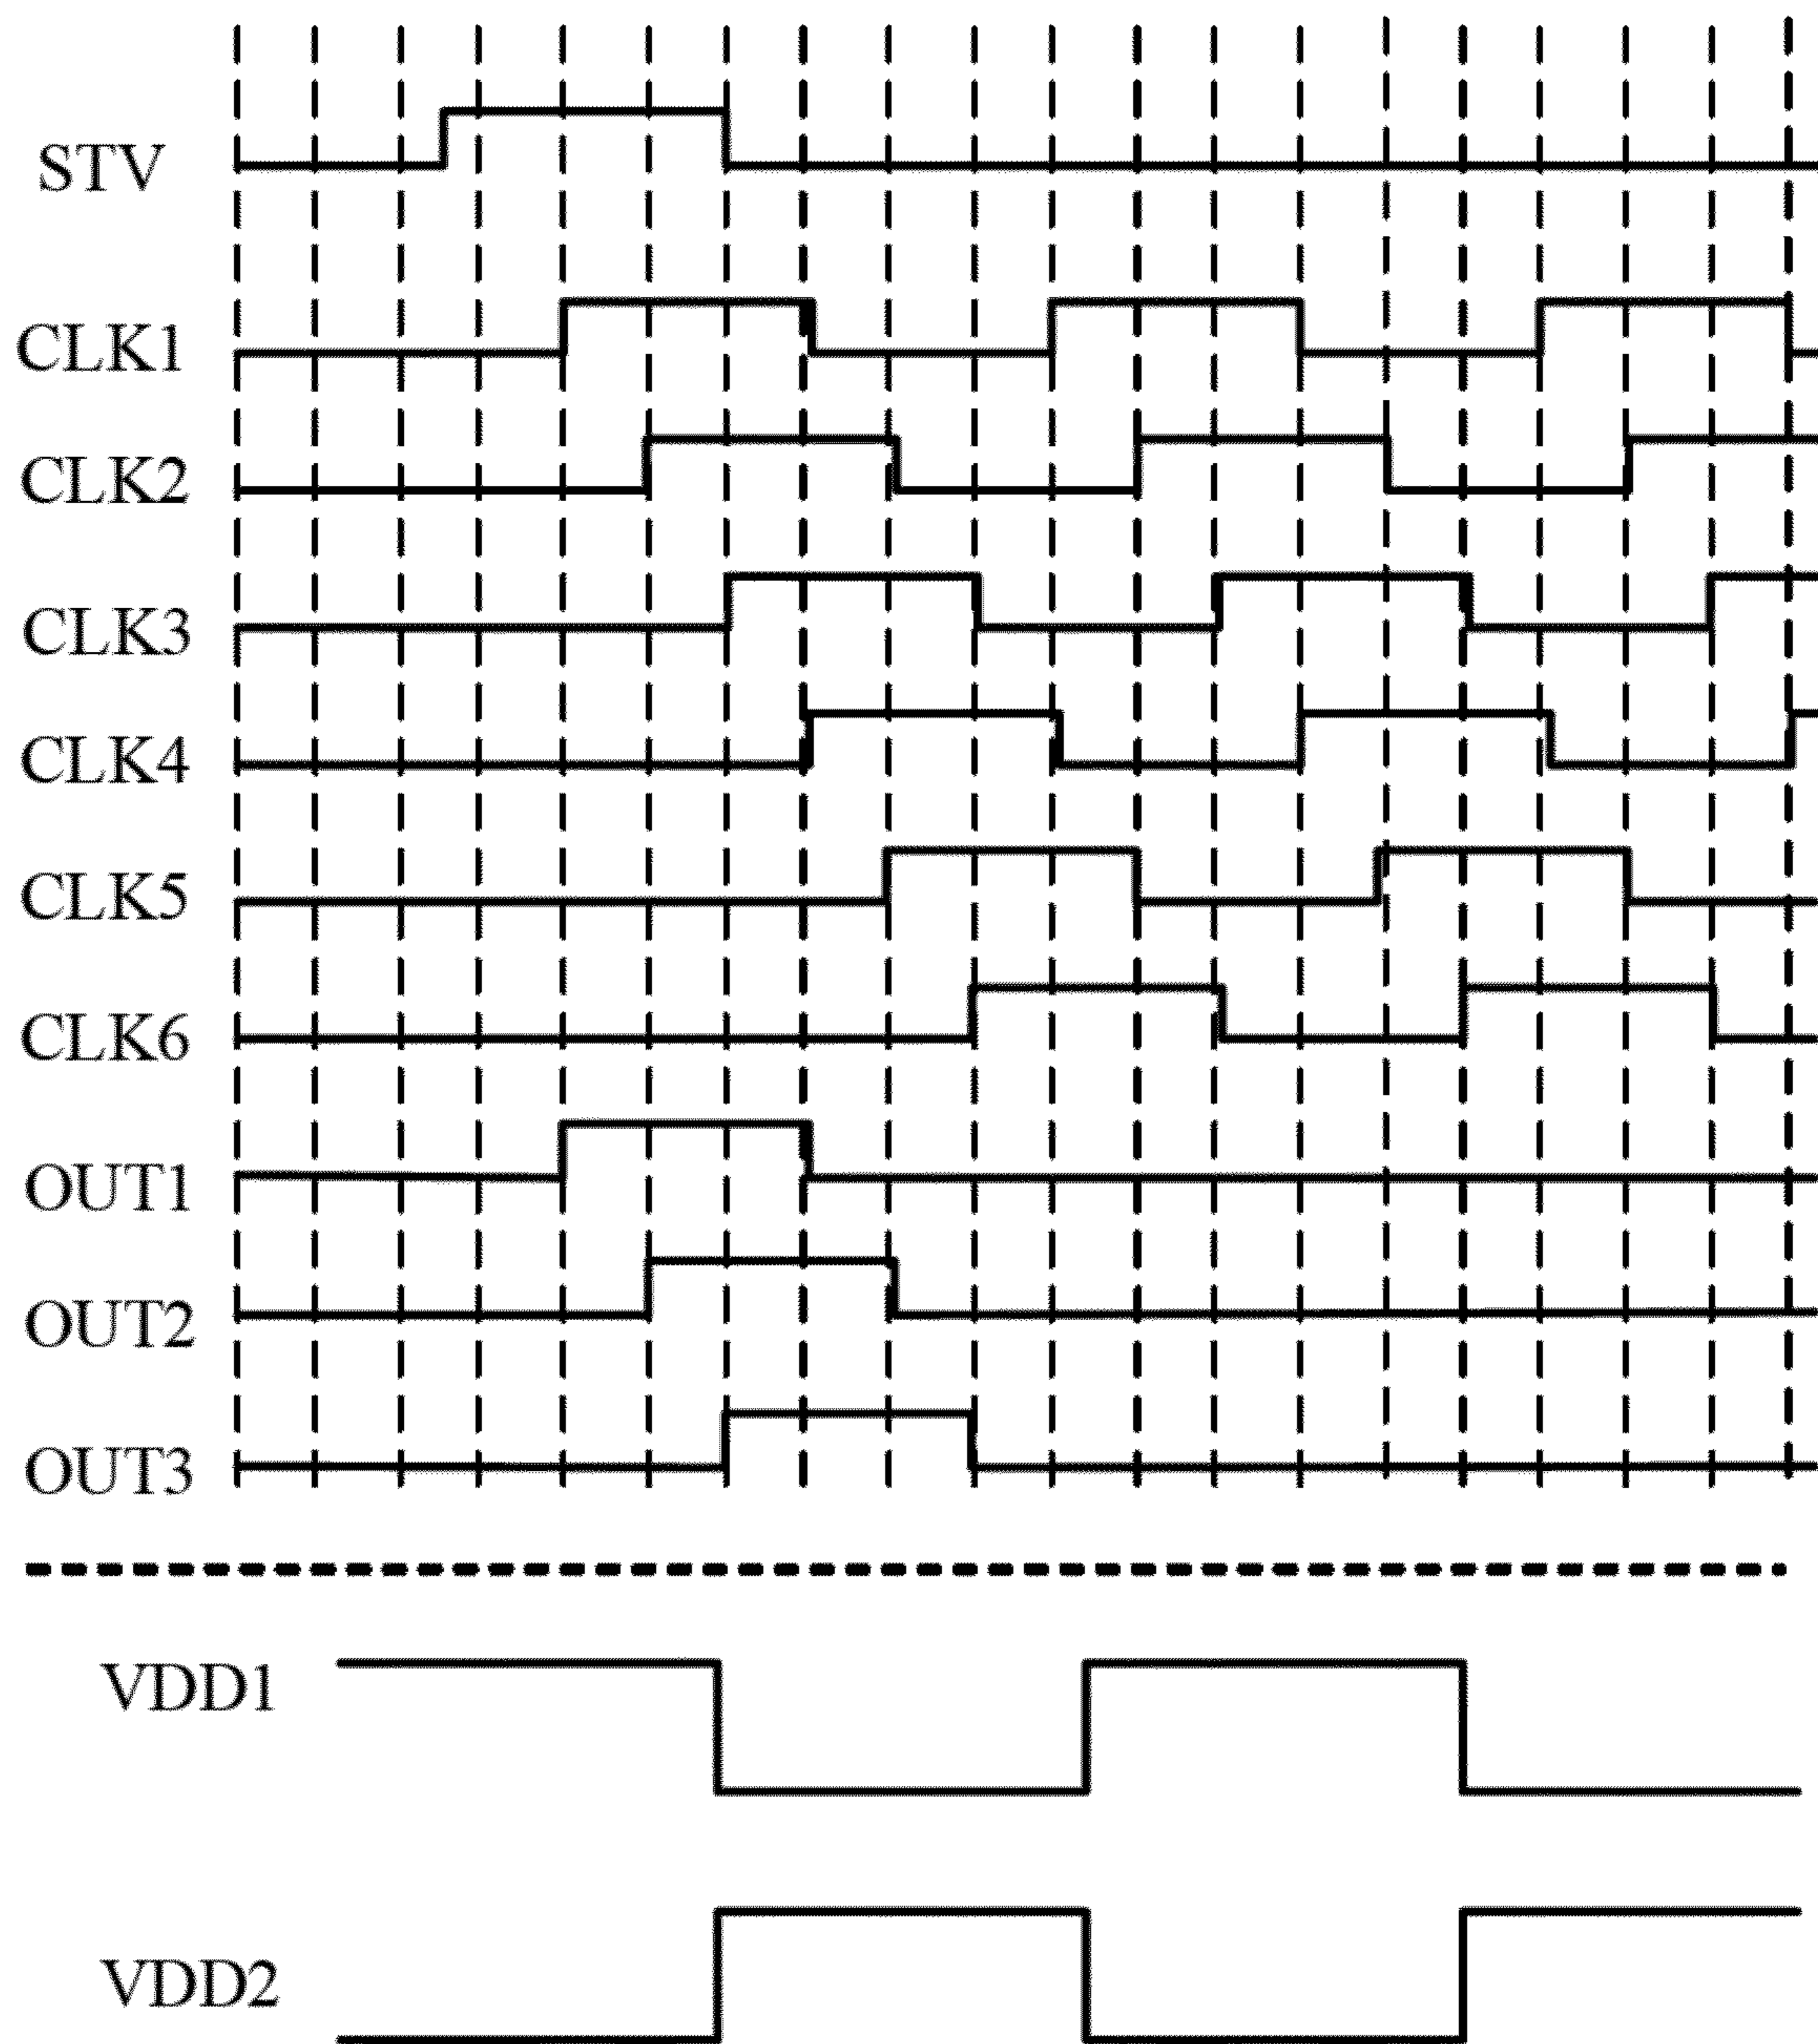 STV
CLK1
CLK2
CLK3
CLK4
CLK5
CLK6
OUT1
OUT2
OUT3
VDD1
VDD2